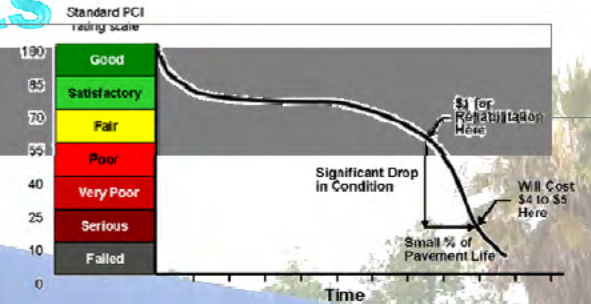 Standard PCI
rating scale
100
Good
85
Satisfactory
70
Fair
55
Poor
40
Very Poor
25
Serious
10
Failed
0
$1 for
Rehabilitation
Here
Significant Drop
in Condition
Will Cost
$4 to $5
Here
Small % of
Pavement Life
Time